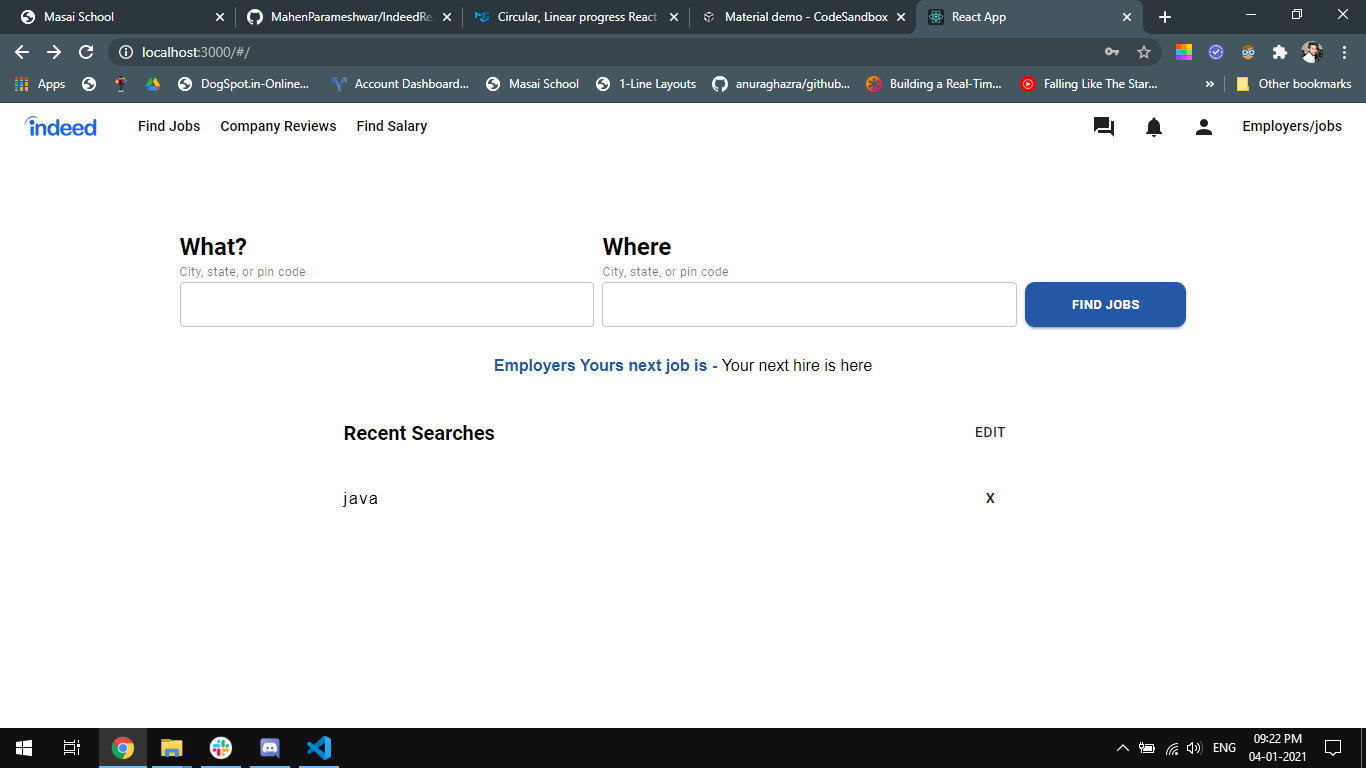 Masai School
MahenParameshwar/IndeedRe
Circular, Linear progress React
Material demo - CodeSandbox
React App
localhost:3000/#/
Apps
DogSpot.in-Online...
Account Dashboard...
Masai School
1-Line Layouts
anuraghazra/github...
Building a Real-Tim...
Falling Like The Star...
»
Other bookmarks
indeed
Find Jobs
Company Reviews
Find Salary
Employers/jobs
What?
Where
City, state, or pin code
City, state, or pin code
FIND JOBS
Employers Yours next job is - Your next hire is here
Recent Searches
EDIT
java
X
ENG
09:22 PM
04-01-2021